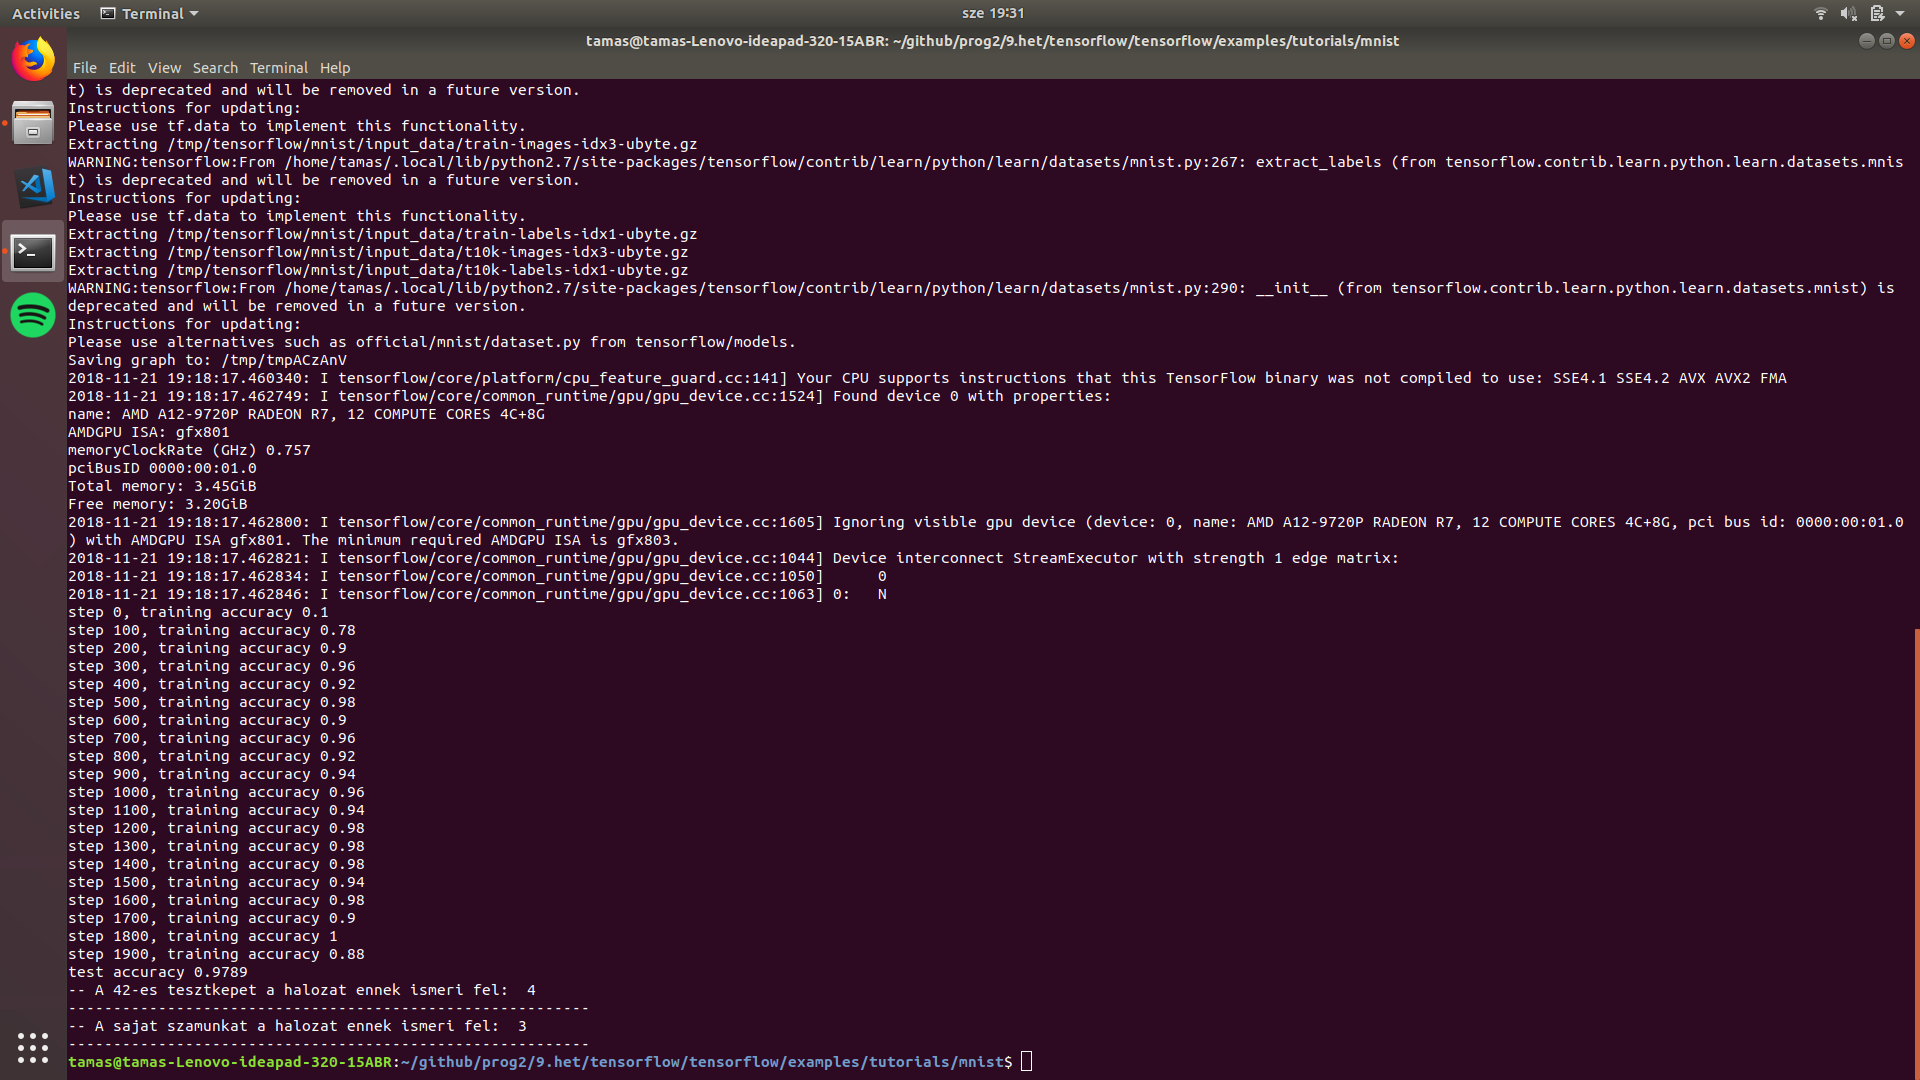 Activities
Terminal
sze 19:31
tamas@tamas-Lenovo-ideapad-320-15ABR: ~/github/prog2/9.het/tensorflow/tensorflow/examples/tutorials/mnist
File Edit View Search Terminal Help
t) is deprecated and will be removed in a future version.
Instructions for updating:
Please use tf.data to implement this functionality.
Extracting /tmp/tensorflow/mnist/input_data/train-images-idx3-ubyte.gz
WARNING:tensorflow:From /home/tamas/.local/lib/python2.7/site-packages/tensorflow/contrib/learn/python/learn/datasets/mnist.py:267: extract_labels (from tensorflow.contrib.learn.python.learn.datasets.mnis
t) is deprecated and will be removed in a future version.
Instructions for updating:
Please use tf.data to implement this functionality.
Extracting /tmp/tensorflow/mnist/input_data/train-labels-idx1-ubyte.gz
Extracting /tmp/tensorflow/mnist/input_data/t10k-images-idx3-ubyte.gz
Extracting /tmp/tensorflow/mnist/input_data/t10k-labels-idx1-ubyte.gz
WARNING:tensorflow:From /home/tamas/.local/lib/python2.7/site-packages/tensorflow/contrib/learn/python/learn/datasets/mnist.py:290: __init__ (from tensorflow.contrib.learn.python.learn.datasets.mnist) is
deprecated and will be removed in a future version.
Instructions for updating:
Please use alternatives such as official/mnist/dataset.py from tensorflow/models.
Saving graph to: /tmp/tmpACzAnV
2018-11-21 19:18:17.460340: I tensorflow/core/platform/cpu_feature_guard.cc:141] Your CPU supports instructions that this TensorFlow binary was not compiled to use: SSE4.1 SSE4.2 AVX AVX2 FMA
2018-11-21 19:18:17.462749: I tensorflow/core/common_runtime/gpu/gpu_device.cc:1524] Found device 0 with properties:
name: AMD A12-9720P RADEON R7, 12 COMPUTE CORES 4C+8G
AMDGPU ISA: gfx801
memoryClockRate (GHz) 0.757
pciBusID 0000:00:01.0
Total memory: 3.45GiB
Free memory: 3.20GiB
2018-11-21 19:18:17.462800: I tensorflow/core/common_runtime/gpu/gpu_device.cc:1605] Ignoring visible gpu device (device: 0, name: AMD A12-9720P RADEON R7, 12 COMPUTE CORES 4C+8G, pci bus id: 0000:00:01.0
) with AMDGPU ISA gfx801. The minimum required AMDGPU ISA is gfx803.
2018-11-21 19:18:17.462821: I tensorflow/core/common_runtime/gpu/gpu_device.cc:1044] Device interconnect StreamExecutor with strength 1 edge matrix:
2018-11-21 19:18:17.462834: I tensorflow/core/common_runtime/gpu/gpu_device.cc:1050]      0
2018-11-21 19:18:17.462846: I tensorflow/core/common_runtime/gpu/gpu_device.cc:1063] 0:   N
step 0, training accuracy 0.1
step 100, training accuracy 0.78
step 200, training accuracy 0.9
step 300, training accuracy 0.96
step 400, training accuracy 0.92
step 500, training accuracy 0.98
step 600, training accuracy 0.9
step 700, training accuracy 0.96
step 800, training accuracy 0.92
step 900, training accuracy 0.94
step 1000, training accuracy 0.96
step 1100, training accuracy 0.94
step 1200, training accuracy 0.98
step 1300, training accuracy 0.98
step 1400, training accuracy 0.98
step 1500, training accuracy 0.94
step 1600, training accuracy 0.98
step 1700, training accuracy 0.9
step 1800, training accuracy 1
step 1900, training accuracy 0.88
test accuracy 0.9789
-- A 42-es tesztkepet a halozat ennek ismeri fel:  4
----------------------------------------------------------
-- A sajat szamunkat a halozat ennek ismeri fel:  3
----------------------------------------------------------
tamas@tamas-Lenovo-ideapad-320-15ABR:~/github/prog2/9.het/tensorflow/tensorflow/examples/tutorials/mnist$